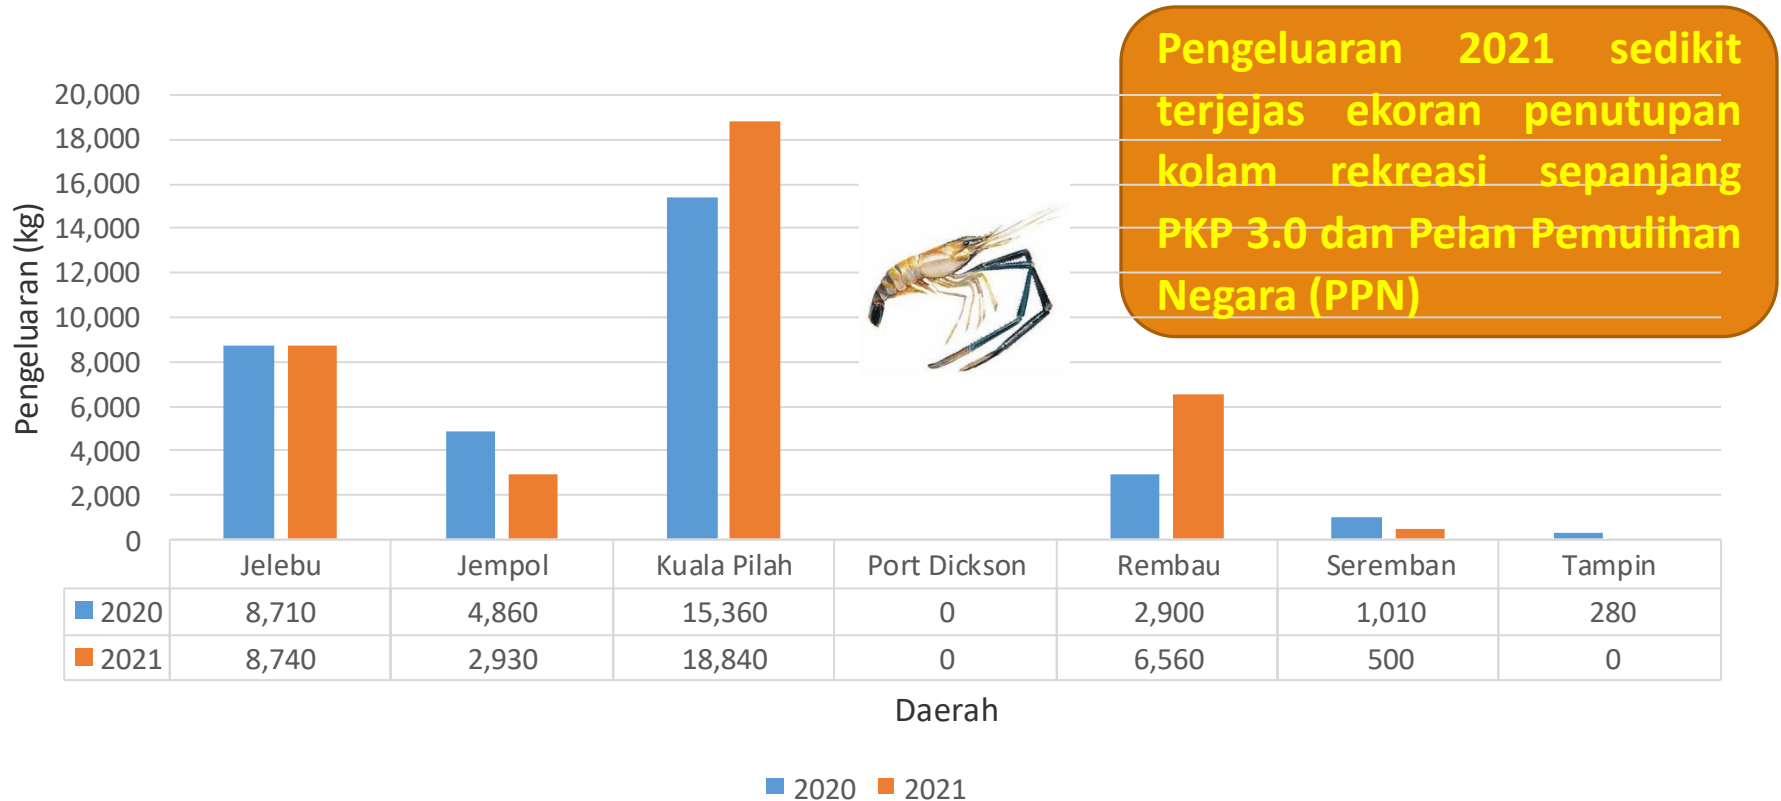 Pengeluaran 2021 sedikit
terjejas ekoran penutupan
kolam rekreasi sepanjang
PKP 3.0 dan Pelan Pemulihan
Negara (PPN)
Pengeluaran (kg)
20,000
18,000
16,000
14,000
12,000
10,000
8,000
6,000
4,000
2,000
0
Jelebu Jempol Kuala Pilah Port Dickson Rembau Seremban Tampin
2020 8,710 4,860 15,360 0 2,900 1,010 280
2021 8,740 2,930 18,840 0 6,560 500 0
Daerah
2020 2021